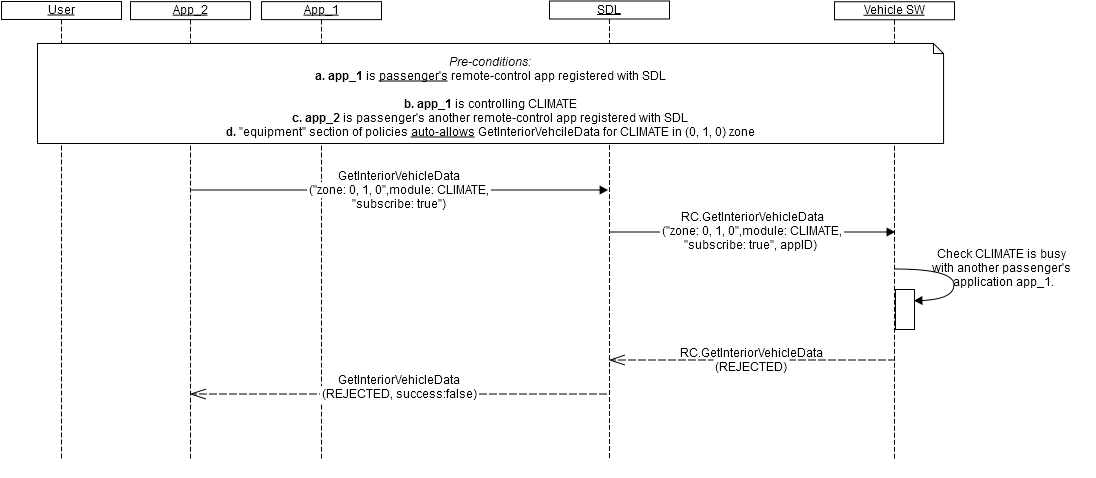 User
App_2
App_1
SDL
Vehicle SW
Pre-conditions:
a. app_1 is passenger's remote-control app registered with SDL
b. app_1 is controlling CLIMATE
c. app_2 is passenger's another remote-control app registered with SDL
d. "equipment" section of policies auto-allows GetInteriorVehcileData for CLIMATE in (0, 1, 0) zone
GetInteriorVehicleData
("zone: 0, 1, 0",module: CLIMATE,
"subscribe: true")
RC.GetInteriorVehicleData
("zone: 0, 1, 0",module: CLIMATE,
"subscribe: true", appID)
Check CLIMATE is busy
with another passenger's
application app_1.
RC.GetInteriorVehicleData
(REJECTED)
GetInteriorVehicleData
(REJECTED, success:false)